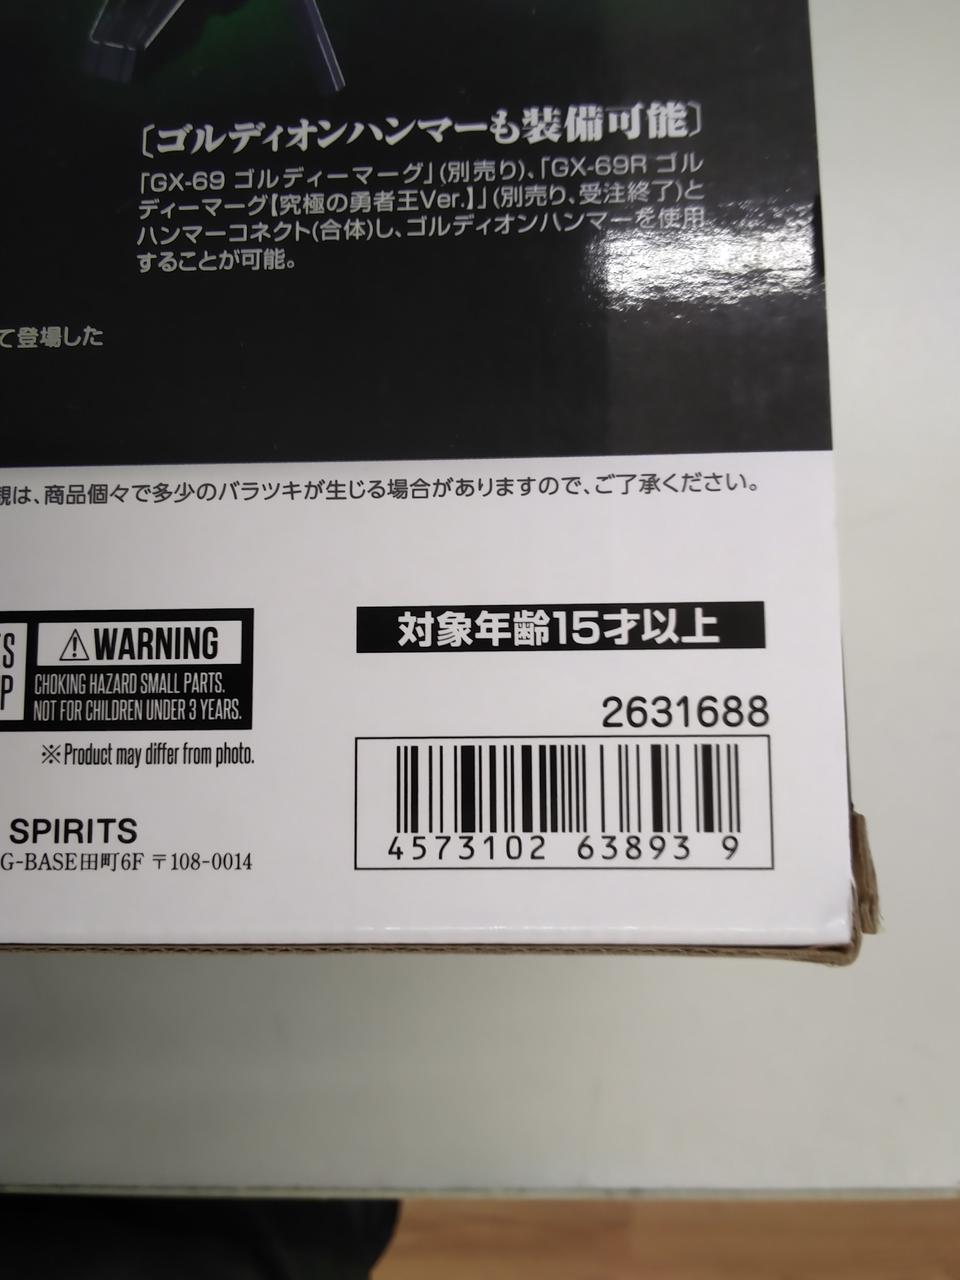 〔ゴルディオンハンマーも装備可能〕
「GX-69 ゴルディーマーグ」(別売り)、「GX-69R ゴル
ディーマーグ【究極の勇者王Ver.】」(別売り、受注終了)と
ハンマーコネクト(合体)し、ゴルディオンハンマーを使用
することが可能。
て登場した
観は、商品個々で多少のバラツキが生じる場合がありますので、ご了承ください。
対象年齢15才以上
⚠WARNING
CHOKING HAZARD SMALL PARTS.
NOT FOR CHILDREN UNDER 3 YEARS.
※Product may differ from photo.
2631688
4573102 63893 9
SPIRITS
G-BASE田町6F 〒108-0014